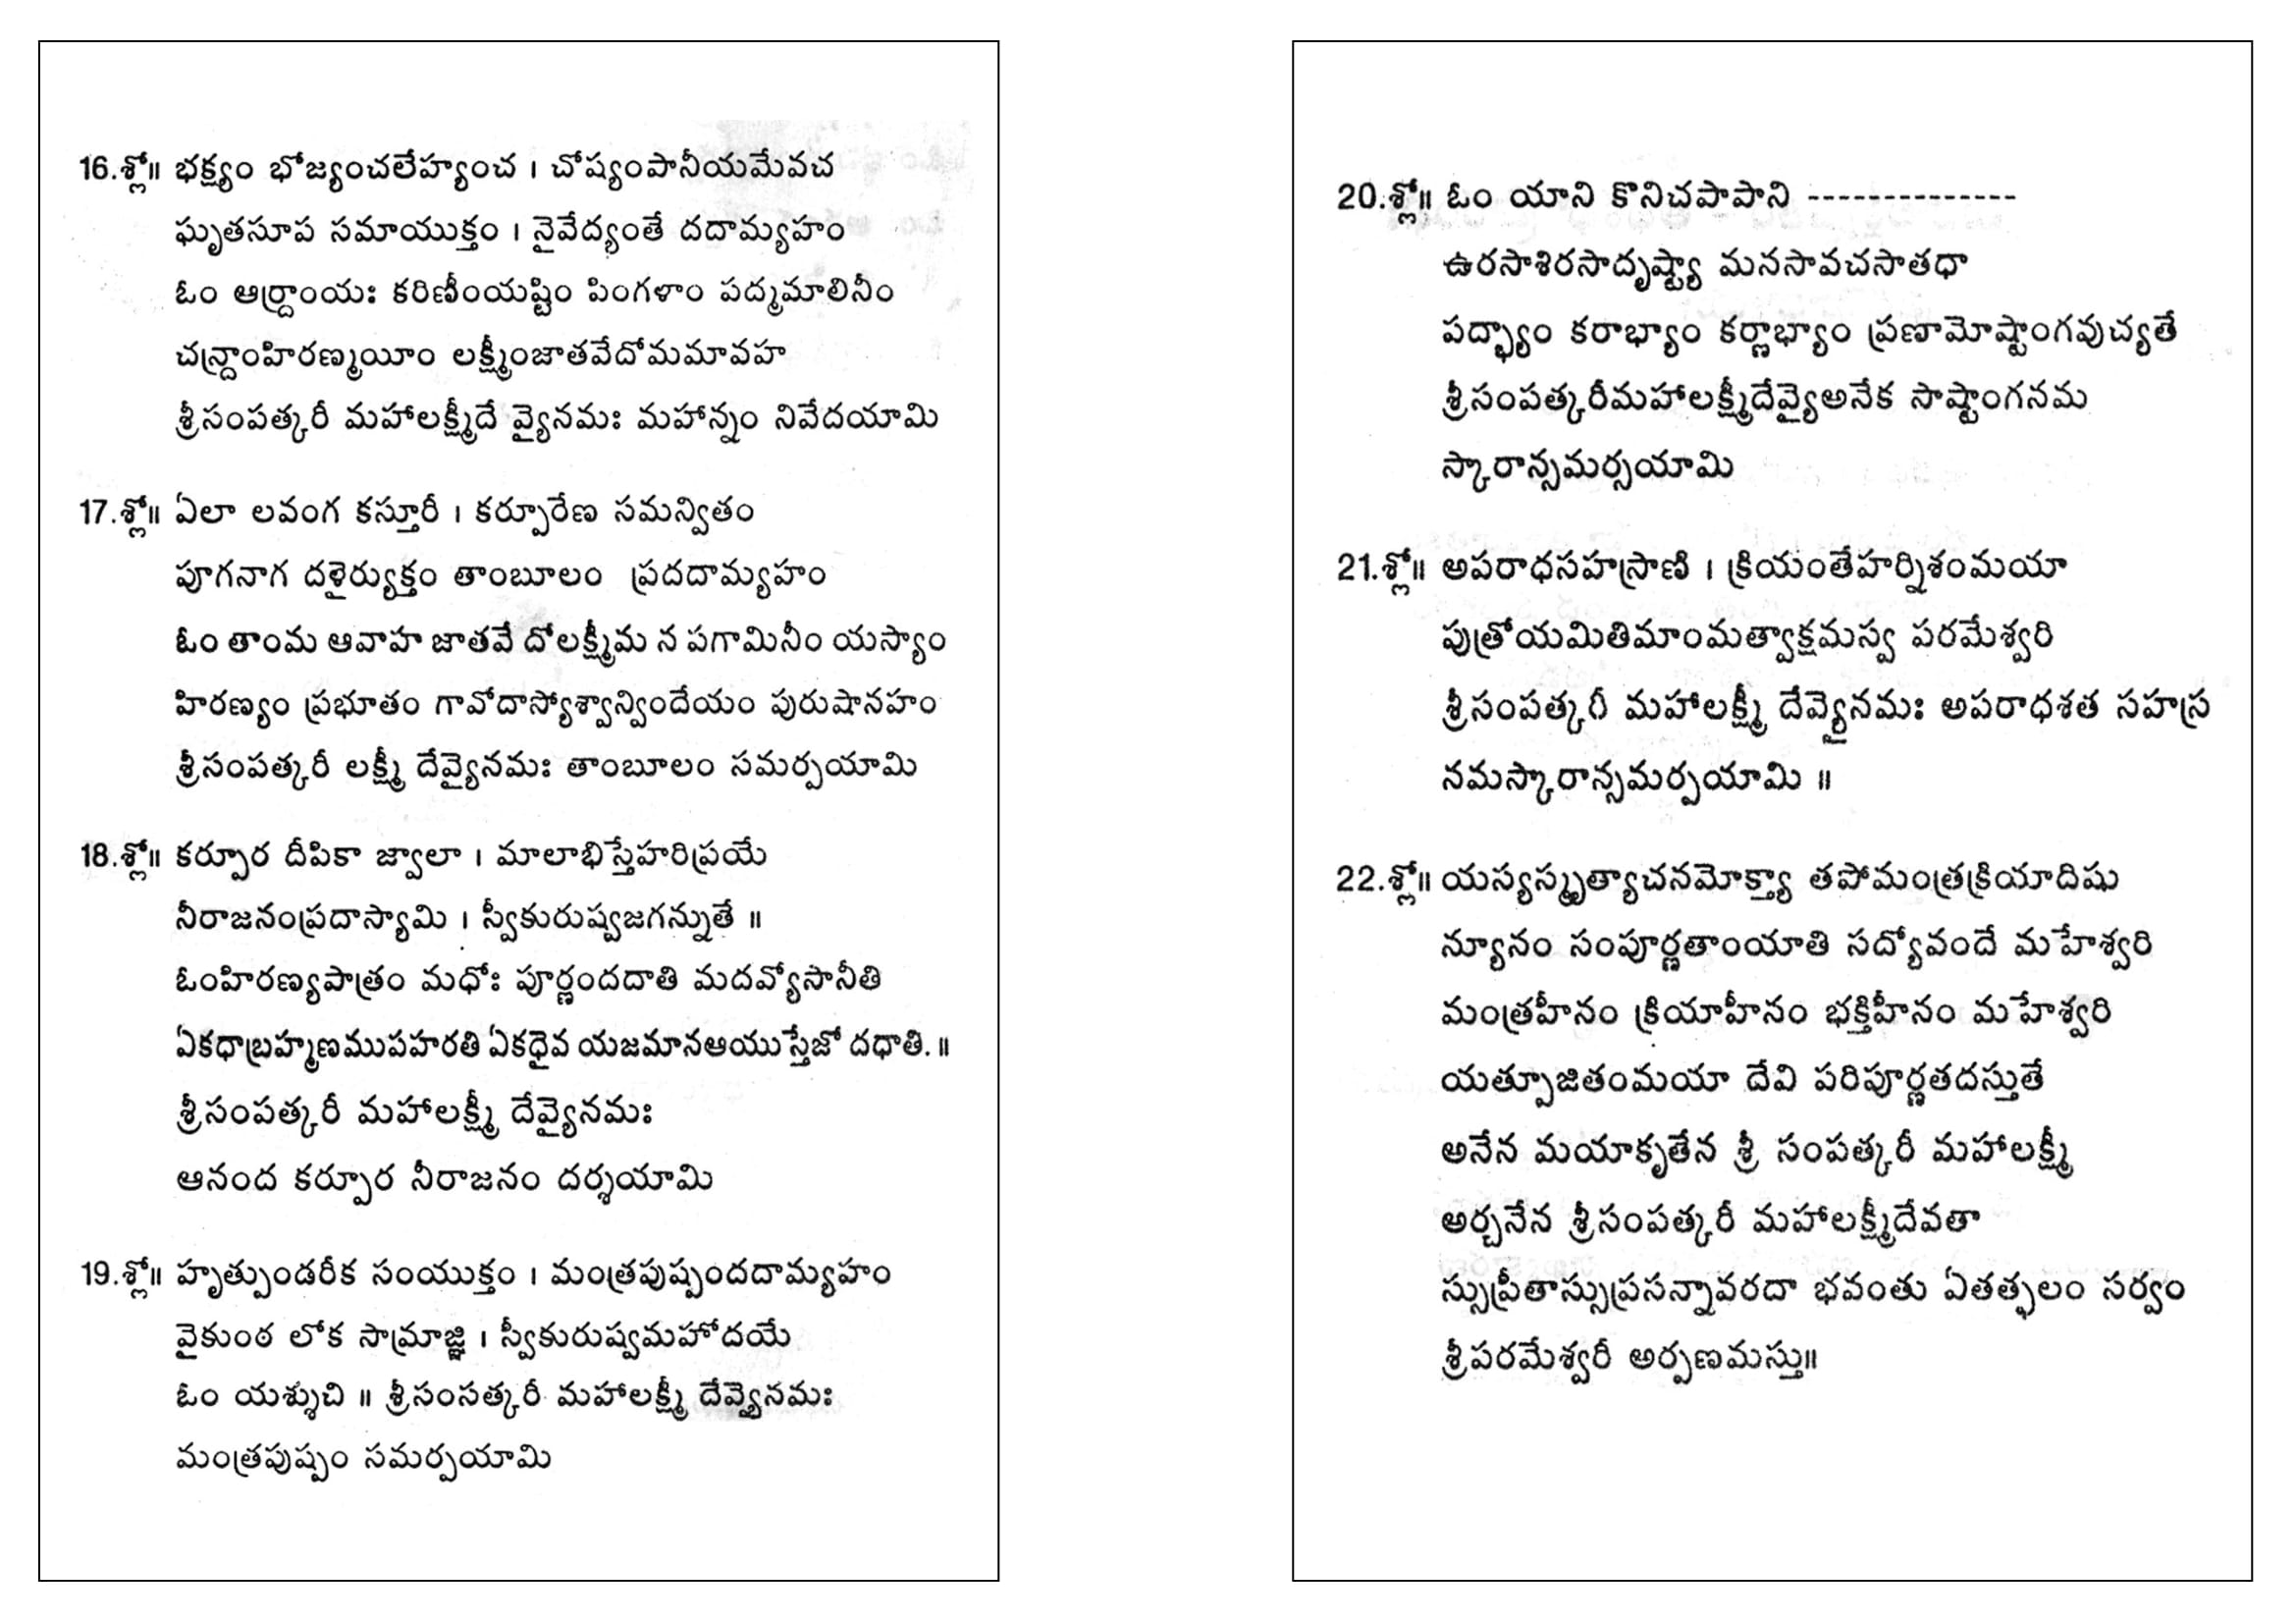 16.శ్లో॥ భక్ష్యం భోజ్యంచలేహ్యంచ । చోష్యంపానీయమేవచ
ఘృతసూప సమాయుక్తం । నైవేద్యంతే దదామ్యహం
ఓం ఆర్ద్రాంయః కరిణీంయష్టిం పింగళాం పద్మమాలినీం
చన్ద్రాంహిరణ్మయీం లక్ష్మీంజాతవేదోమమావహ
శ్రీసంపత్కరీ మహాలక్ష్మీదే వ్యైనమః మహాన్నం నివేదయామి
17.శ్లో॥ ఏలా లవంగ కస్తూరీ । కర్పూరేణ సమన్వితం
పూగనాగ దళైర్యుక్తం తాంబూలం ప్రదదామ్యహం
ఓం తాంమ ఆవాహ జాతవే దోలక్ష్మీమ న పగామినీం యస్యాం
హిరణ్యం ప్రభూతం గావోదాస్యోశ్వాన్విందేయం పురుషానహం
శ్రీసంపత్కరీ లక్ష్మీ దేవ్యైనమః తాంబూలం సమర్పయామి
18.శ్లో॥ కర్పూర దీపికా జ్వాలా । మాలాభిస్తేహరిప్రయే
నీరాజనంప్రదాస్యామి । స్వీకురుష్వజగన్నుతే ॥
ఓంహిరణ్యపాత్రం మధోః పూర్ణందదాతి మదవ్యోసానీతి
ఏకధాబ్రహ్మణముపహరతి ఏకధైవ యజమానఆయుస్తేజో దధాతి. ॥
శ్రీసంపత్కరీ మహాలక్ష్మీ దేవ్యైనమః
ఆనంద కర్పూర నీరాజనం దర్శయామి
19.శ్లో॥ హృత్పుండరీక సంయుక్తం । మంత్రపుష్పందదామ్యహం
వైకుంఠ లోక సామ్రాజ్ఞి । స్వీకురుష్వమహోదయే
ఓం యశ్శుచి ॥ శ్రీసంసత్కరీ మహాలక్ష్మీ దేవ్యైనమః
మంత్రపుష్పం సమర్పయామి
20.శ్లో॥ ఓం యాని కొనిచపాపాని --------------
ఉరసాశిరసాదృష్ట్యా మనసావచసాతధా
పద్భ్యాం కరాభ్యాం కర్ణాభ్యాం ప్రణామోష్టాంగవుచ్యతే
శ్రీసంపత్కరీమహాలక్ష్మీదేవ్యైఅనేక సాష్టాంగనమ
స్కారాన్సమర్పయామి
21.శ్లో॥ అపరాధసహస్రాణి । క్రియంతేహర్నిశంమయా
పుత్రోయమితిమాంమత్వాక్షమస్వ పరమేశ్వరి
శ్రీసంపత్కరీ మహాలక్ష్మీ దేవ్యైనమః అపరాధశత సహస్ర
నమస్కారాన్సమర్పయామి ॥
22.శ్లో॥ యస్యస్మృత్యాచనమోక్త్యా తపోమంత్రక్రియాదిషు
న్యూనం సంపూర్ణతాంయాతి సద్యోవందే మహేశ్వరి
మంత్రహీనం క్రియాహీనం భక్తిహీనం మహేశ్వరి
యత్పూజితంమయా దేవి పరిపూర్ణతదస్తుతే
అనేన మయాకృతేన శ్రీ సంపత్కరీ మహాలక్ష్మీ
అర్చనేన శ్రీసంపత్కరీ మహాలక్ష్మీదేవతా
స్సుప్రీతాస్సుప్రసన్నావరదా భవంతు ఏతత్ఫలం సర్వం
శ్రీపరమేశ్వరీ అర్పణమస్తు॥